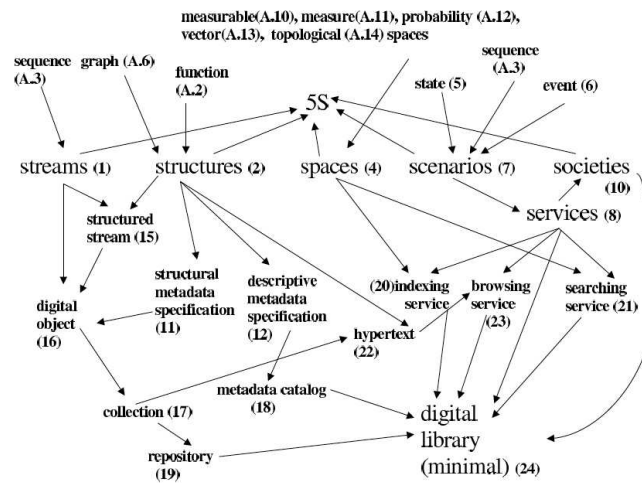 measurable(A.10), measure(A.11), probability (A.12),
vector(A.13), topological (A.14) spaces
sequence
(A.3)
graph (A.6)
function
(A.2)
5S
state (5)
sequence
(A.3)
event (6)
streams (1)
structures (2)
spaces (4)
scenarios (7)
societies
(10)
services (8)
structured
stream (15)
digital
object
(16)
structural
metadata
specification
(11)
descriptive
metadata
specification
(12)
hypertext
(22)
(20)indexing
service
browsing
service
(23)
searching
service (21)
collection (17)
metadata catalog
(18)
repository
(19)
digital
library
(minimal) (24)